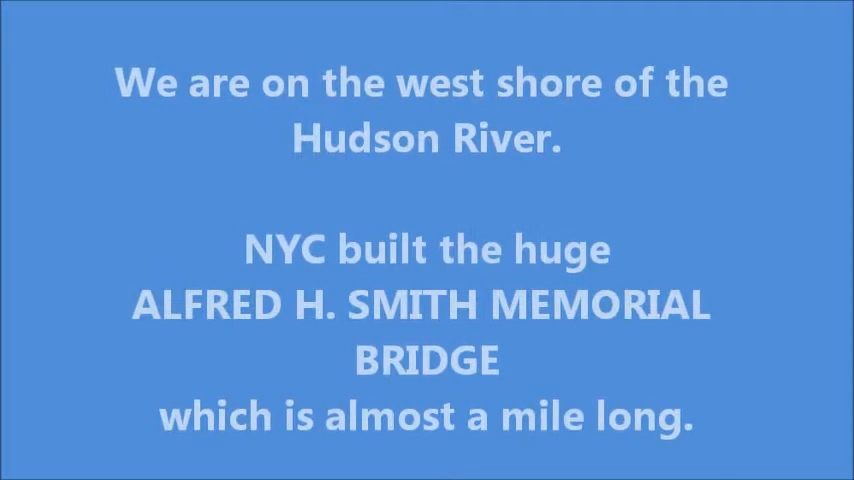 We are on the west shore of the
Hudson River.
NYC built the huge
ALFRED H. SMITH MEMORIAL
BRIDGE
which is almost a mile long.